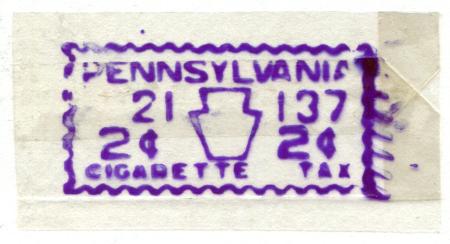 PENNSYLVANIA
21 137
2¢ 2¢
CIGARETTE TAX